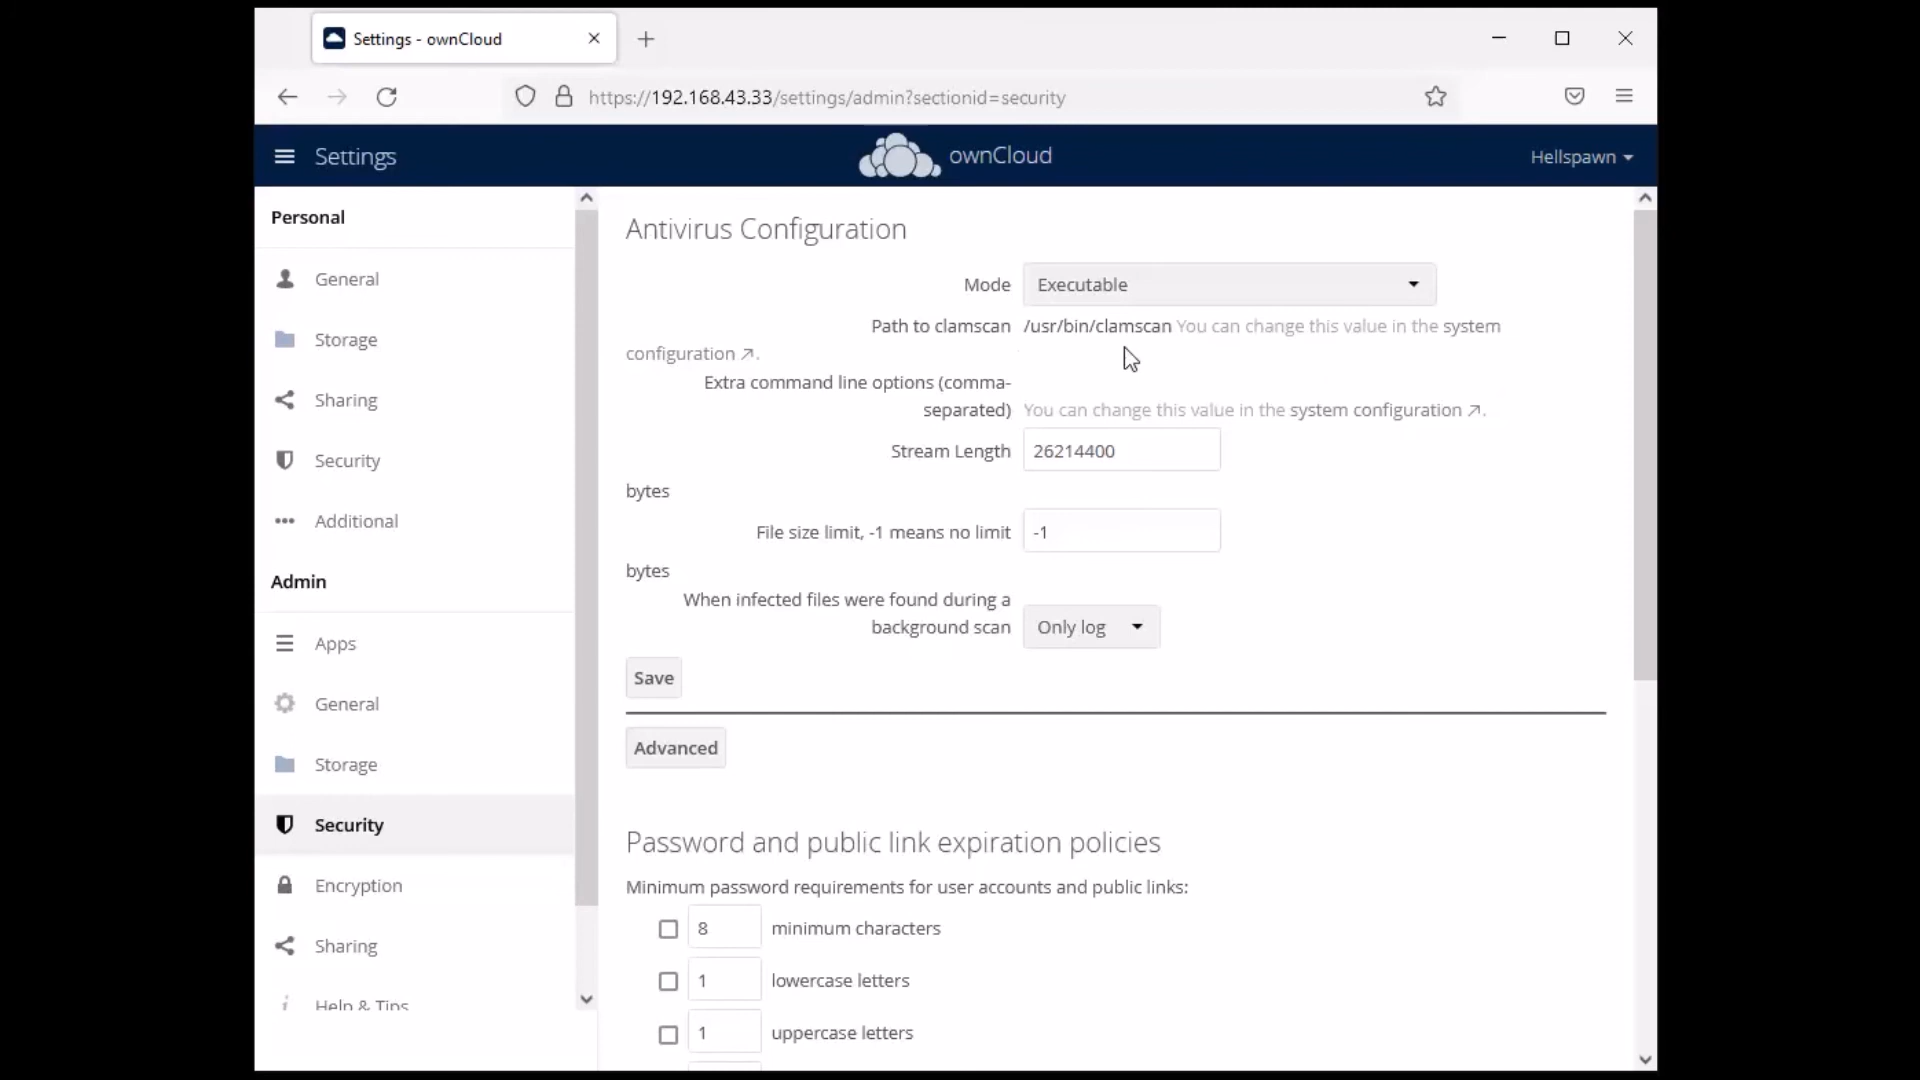 Settings - ownCloud
https://192.168.43.33/settings/admin?sectionid=security
Settings
ownCloud
Hellspawn
Personal
General
Storage
Sharing
Security
Additional
Admin
Apps
General
Storage
Security
Encryption
Sharing
Help & Tips
Antivirus Configuration
Mode Executable
Path to clamscan /usr/bin/clamscan You can change this value in the system
configuration ↗.
Extra command line options (comma-
separated) You can change this value in the system configuration ↗.
Stream Length 26214400
bytes
File size limit, -1 means no limit -1
bytes
When infected files were found during a
background scan Only log
Save
Advanced
Password and public link expiration policies
Minimum password requirements for user accounts and public links:
8 minimum characters
1 lowercase letters
1 uppercase letters